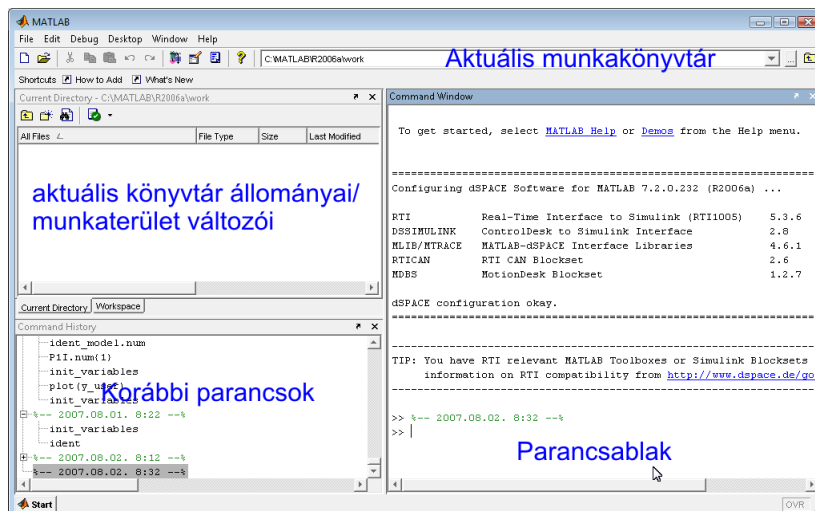 MATLAB
File Edit Debug Desktop Window Help
C:\MATLAB\R2006a\work
Aktuális munkakönyvtár
Shortcuts How to Add What's New
Current Directory - C:\MATLAB\R2006a\work
All Files File Type Size Last Modified
aktuális könyvtár állományai/
munkaterület változói
Current Directory Workspace
Command History
ident_model.num
P1I.num{1}
init_variables
plot(y_user)
init_variables
Korábbi parancsok
%-- 2007.08.01. 8:22 --%
init_variables
ident
%-- 2007.08.02. 8:12 --%
%-- 2007.08.02. 8:32 --%
Command Window
To get started, select MATLAB Help or Demos from the Help menu.
==========================================================
Configuring dSPACE Software for MATLAB 7.2.0.232 (R2006a) ...
RTI Real-Time Interface to Simulink (RTI1005) 5.3.6
DSSIMULINK ControlDesk to Simulink Interface 2.8
MLIB/MTRACE MATLAB-dSPACE Interface Libraries 4.6.1
RTICAN RTI CAN Blockset 2.6
MDBS MotionDesk Blockset 1.2.7
dSPACE configuration okay.
==========================================================
----------------------------------------------------------
TIP: You have RTI relevant MATLAB Toolboxes or Simulink Blocksets
information on RTI compatibility from http://www.dspace.de/go
----------------------------------------------------------
>> %-- 2007.08.02. 8:32 --%
>>
Parancsablak
Start
OVR